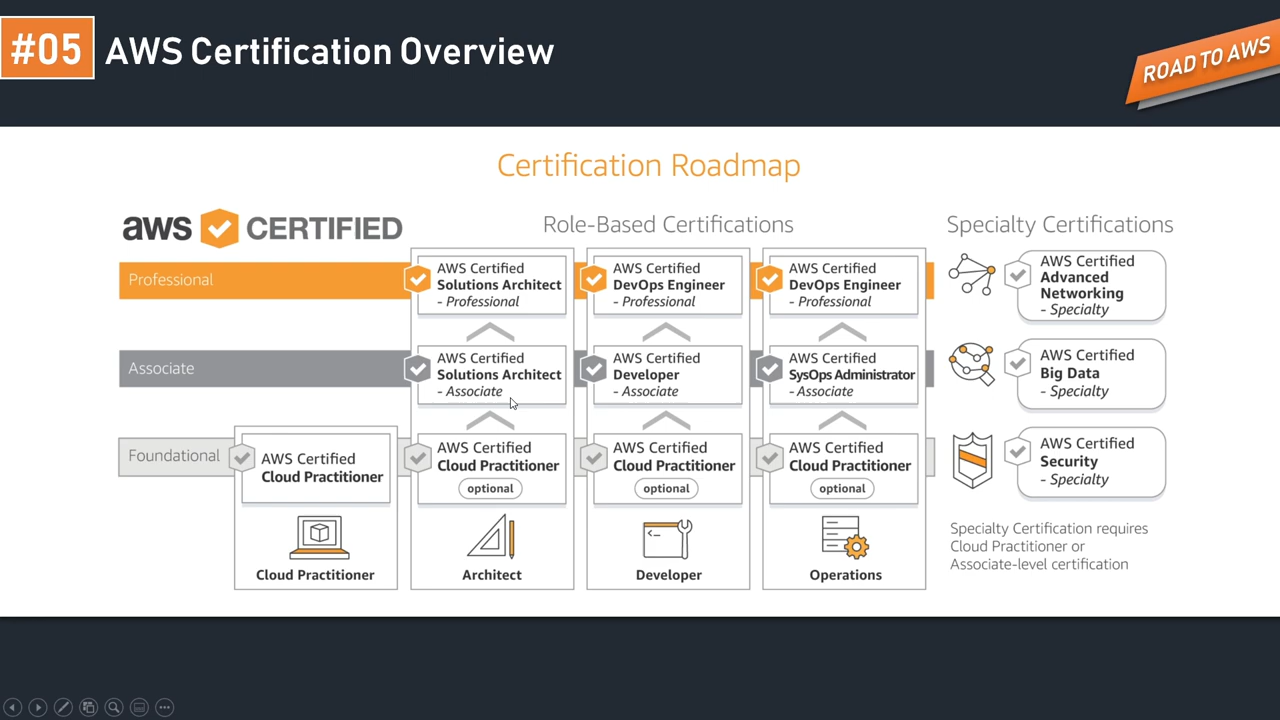 #05
AWS Certification Overview
ROAD TO AWS
Certification Roadmap
aws CERTIFIED
Role-Based Certifications
Specialty Certifications
Professional
AWS Certified
Solutions Architect
- Professional
AWS Certified
DevOps Engineer
- Professional
AWS Certified
DevOps Engineer
- Professional
Associate
AWS Certified
Solutions Architect
- Associate
AWS Certified
Developer
- Associate
AWS Certified
SysOps Administrator
- Associate
Foundational
AWS Certified
Cloud Practitioner
AWS Certified
Cloud Practitioner
optional
AWS Certified
Cloud Practitioner
optional
AWS Certified
Cloud Practitioner
optional
Cloud Practitioner
Architect
Developer
Operations
AWS Certified
Advanced
Networking
- Specialty
AWS Certified
Big Data
- Specialty
AWS Certified
Security
- Specialty
Specialty Certification requires
Cloud Practitioner or
Associate-level certification